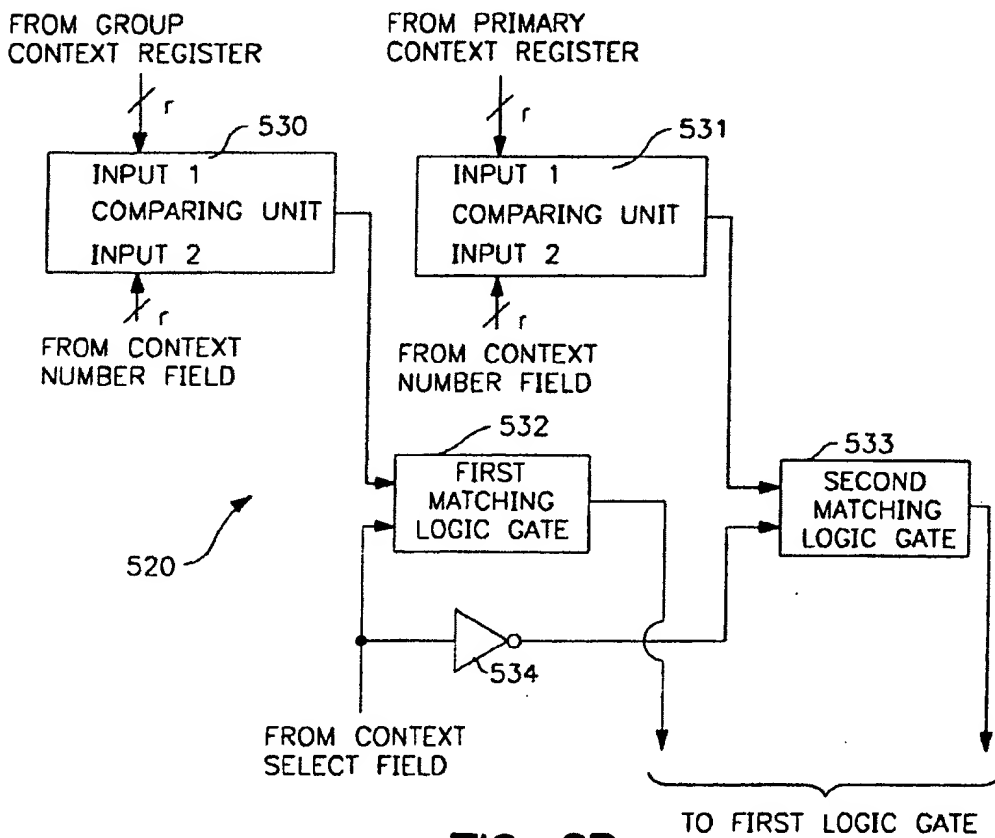 FROM GROUP
CONTEXT REGISTER
FROM PRIMARY
CONTEXT REGISTER
r
r
530
531
INPUT 1
COMPARING UNIT
INPUT 2
INPUT 1
COMPARING UNIT
INPUT 2
r
r
FROM CONTEXT
NUMBER FIELD
FROM CONTEXT
NUMBER FIELD
532
533
FIRST
MATCHING
LOGIC GATE
SECOND
MATCHING
LOGIC GATE
520
534
FROM CONTEXT
SELECT FIELD
TO FIRST LOGIC GATE